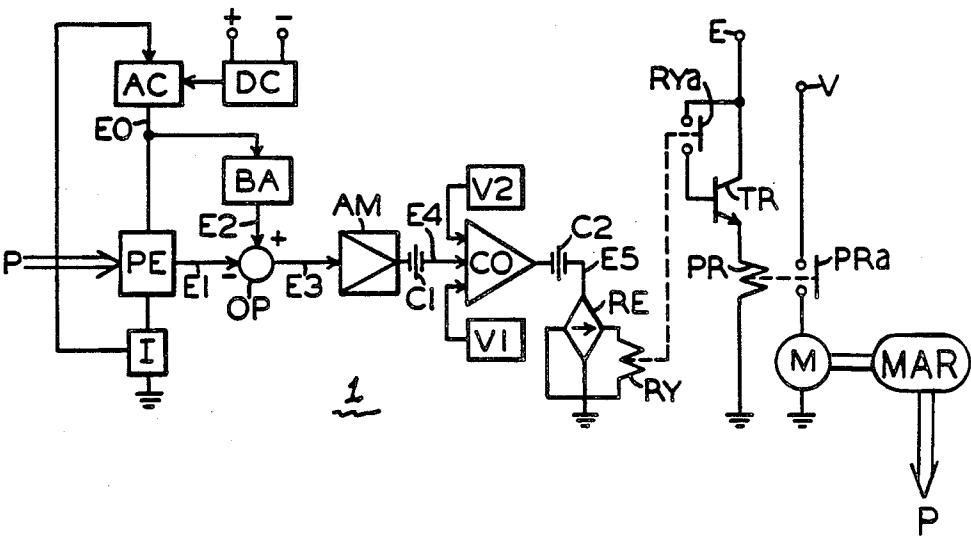 + −
E
RYa
V
AC
DC
EO
BA
V2
TR
AM
E4
E2
+
C2
P
PE
CO
E5
PR
PRa
E1
-
E3
C1
OP
RE
I
V1
M
MAR
RY
1
P